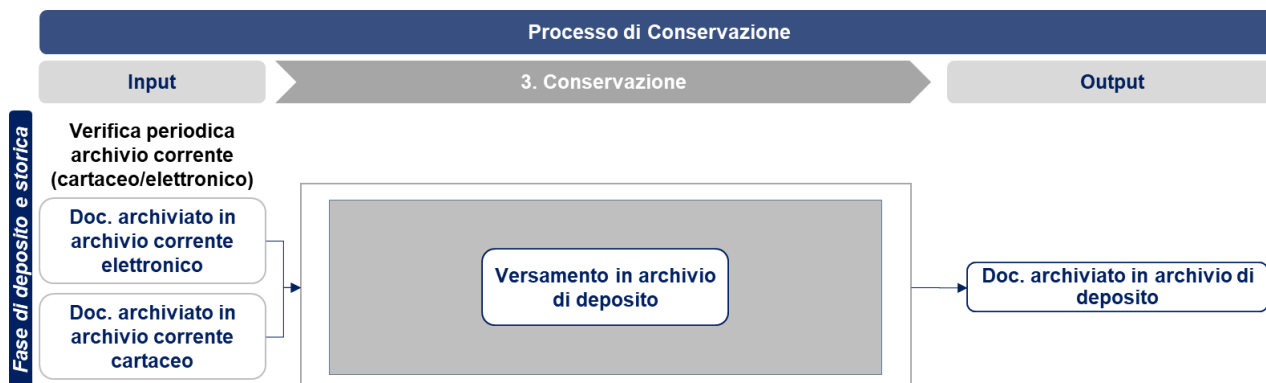 Processo di Conservazione
Input
3. Conservazione
Output
Fase di deposito e storica
Verifica periodica
archivio corrente
(cartaceo/elettronico)
Doc. archiviato in
archivio corrente
elettronico
Doc. archiviato in
archivio corrente
cartaceo
Versamento in archivio
di deposito
Doc. archiviato in archivio di
deposito